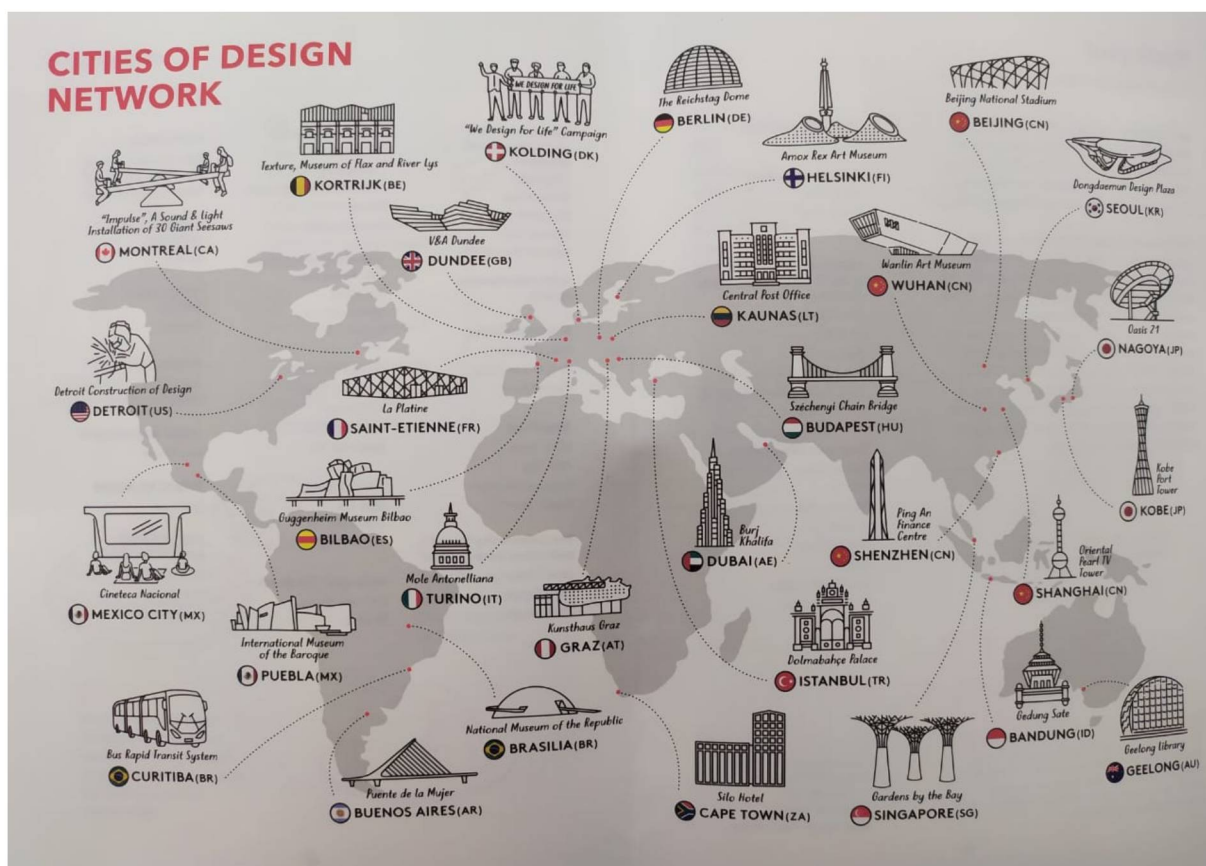 CITIES OF DESIGN
NETWORK
"Impulse", A Sound & light
Installation of 30 Giant Seesaws
MONTREAL(CA)
Texture, Museum of Flax and River Lys
KORTRIJK(BE)
WE DESIGN FOR LIFE
"We Design for Life" Campaign
KOLDING(DK)
V&A Dundee
DUNDEE(GB)
The Reichstag Dome
BERLIN(DE)
Amox Rex Art Museum
HELSINKI(FI)
Beijing National Stadium
BEIJING(CN)
Dongdaemun Design Plaza
SEOUL(KR)
Central Post Office
KAUNAS(LT)
Wanlin Art Museum
WUHAN(CN)
Oasis 21
NAGOYA(JP)
Detroit Construction of Design
DETROIT(US)
La Platine
SAINT-ETIENNE(FR)
Széchenyi Chain Bridge
BUDAPEST(HU)
Guggenheim Museum Bilbao
BILBAO(ES)
Mole Antonelliana
TURINO(IT)
Burj
Khalifa
DUBAI(AE)
Ping An
Finance
Centre
SHENZHEN(CN)
Kobe
Port
Tower
KOBE(JP)
Oriental
Pearl TV
Tower
SHANGHAI(CN)
Cineteca Nacional
MEXICO CITY(MX)
International Museum
of the Baroque
PUEBLA(MX)
Kunsthaus Graz
GRAZ(AT)
Dolmabahçe Palace
ISTANBUL(TR)
Gedung Sate
BANDUNG(ID)
Geelong library
GEELONG(AU)
Bus Rapid Transit System
CURITIBA(BR)
Puente de la Mujer
BUENOS AIRES(AR)
National Museum of the Republic
BRASILIA(BR)
Silo Hotel
CAPE TOWN(ZA)
Gardens by the Bay
SINGAPORE(SG)